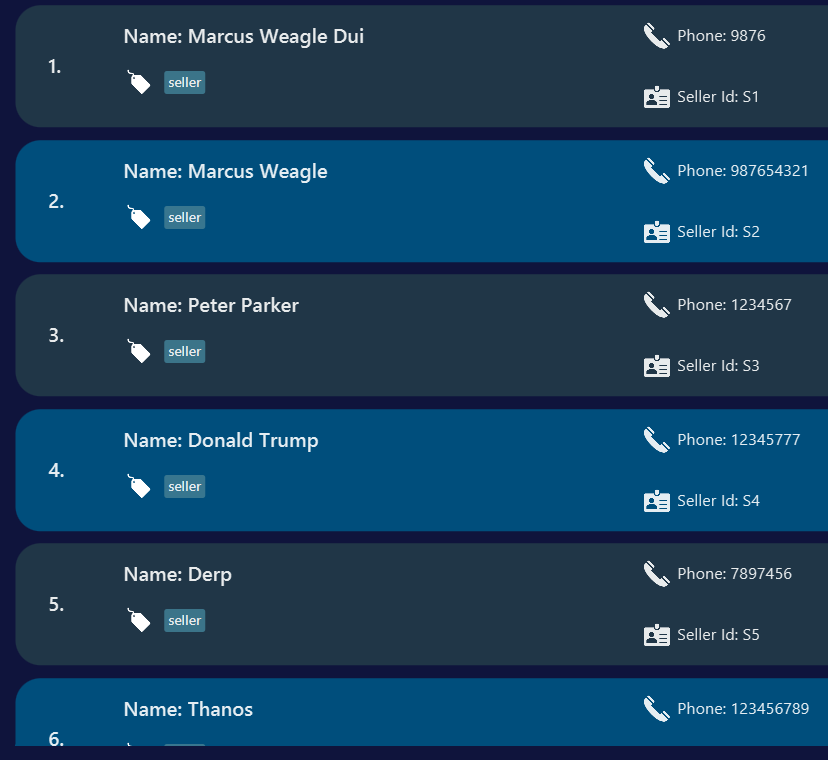 Name: Marcus Weagle Dui
Phone: 9876
1.
seller
Seller Id: S1
Name: Marcus Weagle
Phone: 987654321
2.
seller
Seller Id: S2
Name: Peter Parker
Phone: 1234567
3.
seller
Seller Id: S3
Name: Donald Trump
Phone: 12345777
4.
seller
Seller Id: S4
Name: Derp
Phone: 7897456
5.
seller
Seller Id: S5
Name: Thanos
Phone: 123456789
6.